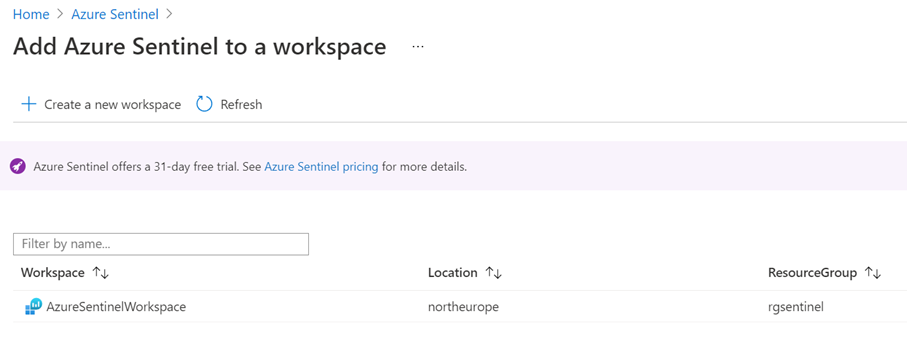 Home > Azure Sentinel >
Add Azure Sentinel to a workspace ...
+ Create a new workspace Refresh
Azure Sentinel offers a 31-day free trial. See Azure Sentinel pricing for more details.
Filter by name...
Workspace ↑↓ Location ↑↓ ResourceGroup ↑↓
AzureSentinelWorkspace northeurope rgsentinel